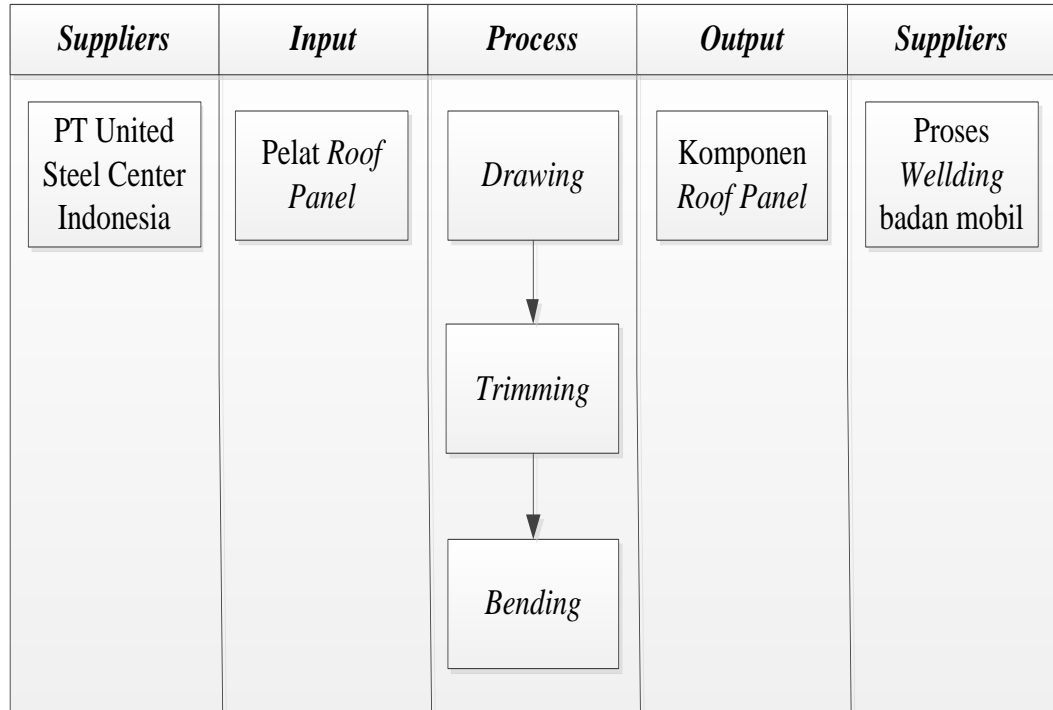 Suppliers
Input
Process
Output
Suppliers
PT United
Steel Center
Indonesia
Pelat Roof
Panel
Drawing
Trimming
Bending
Komponen
Roof Panel
Proses
Wellding
badan mobil